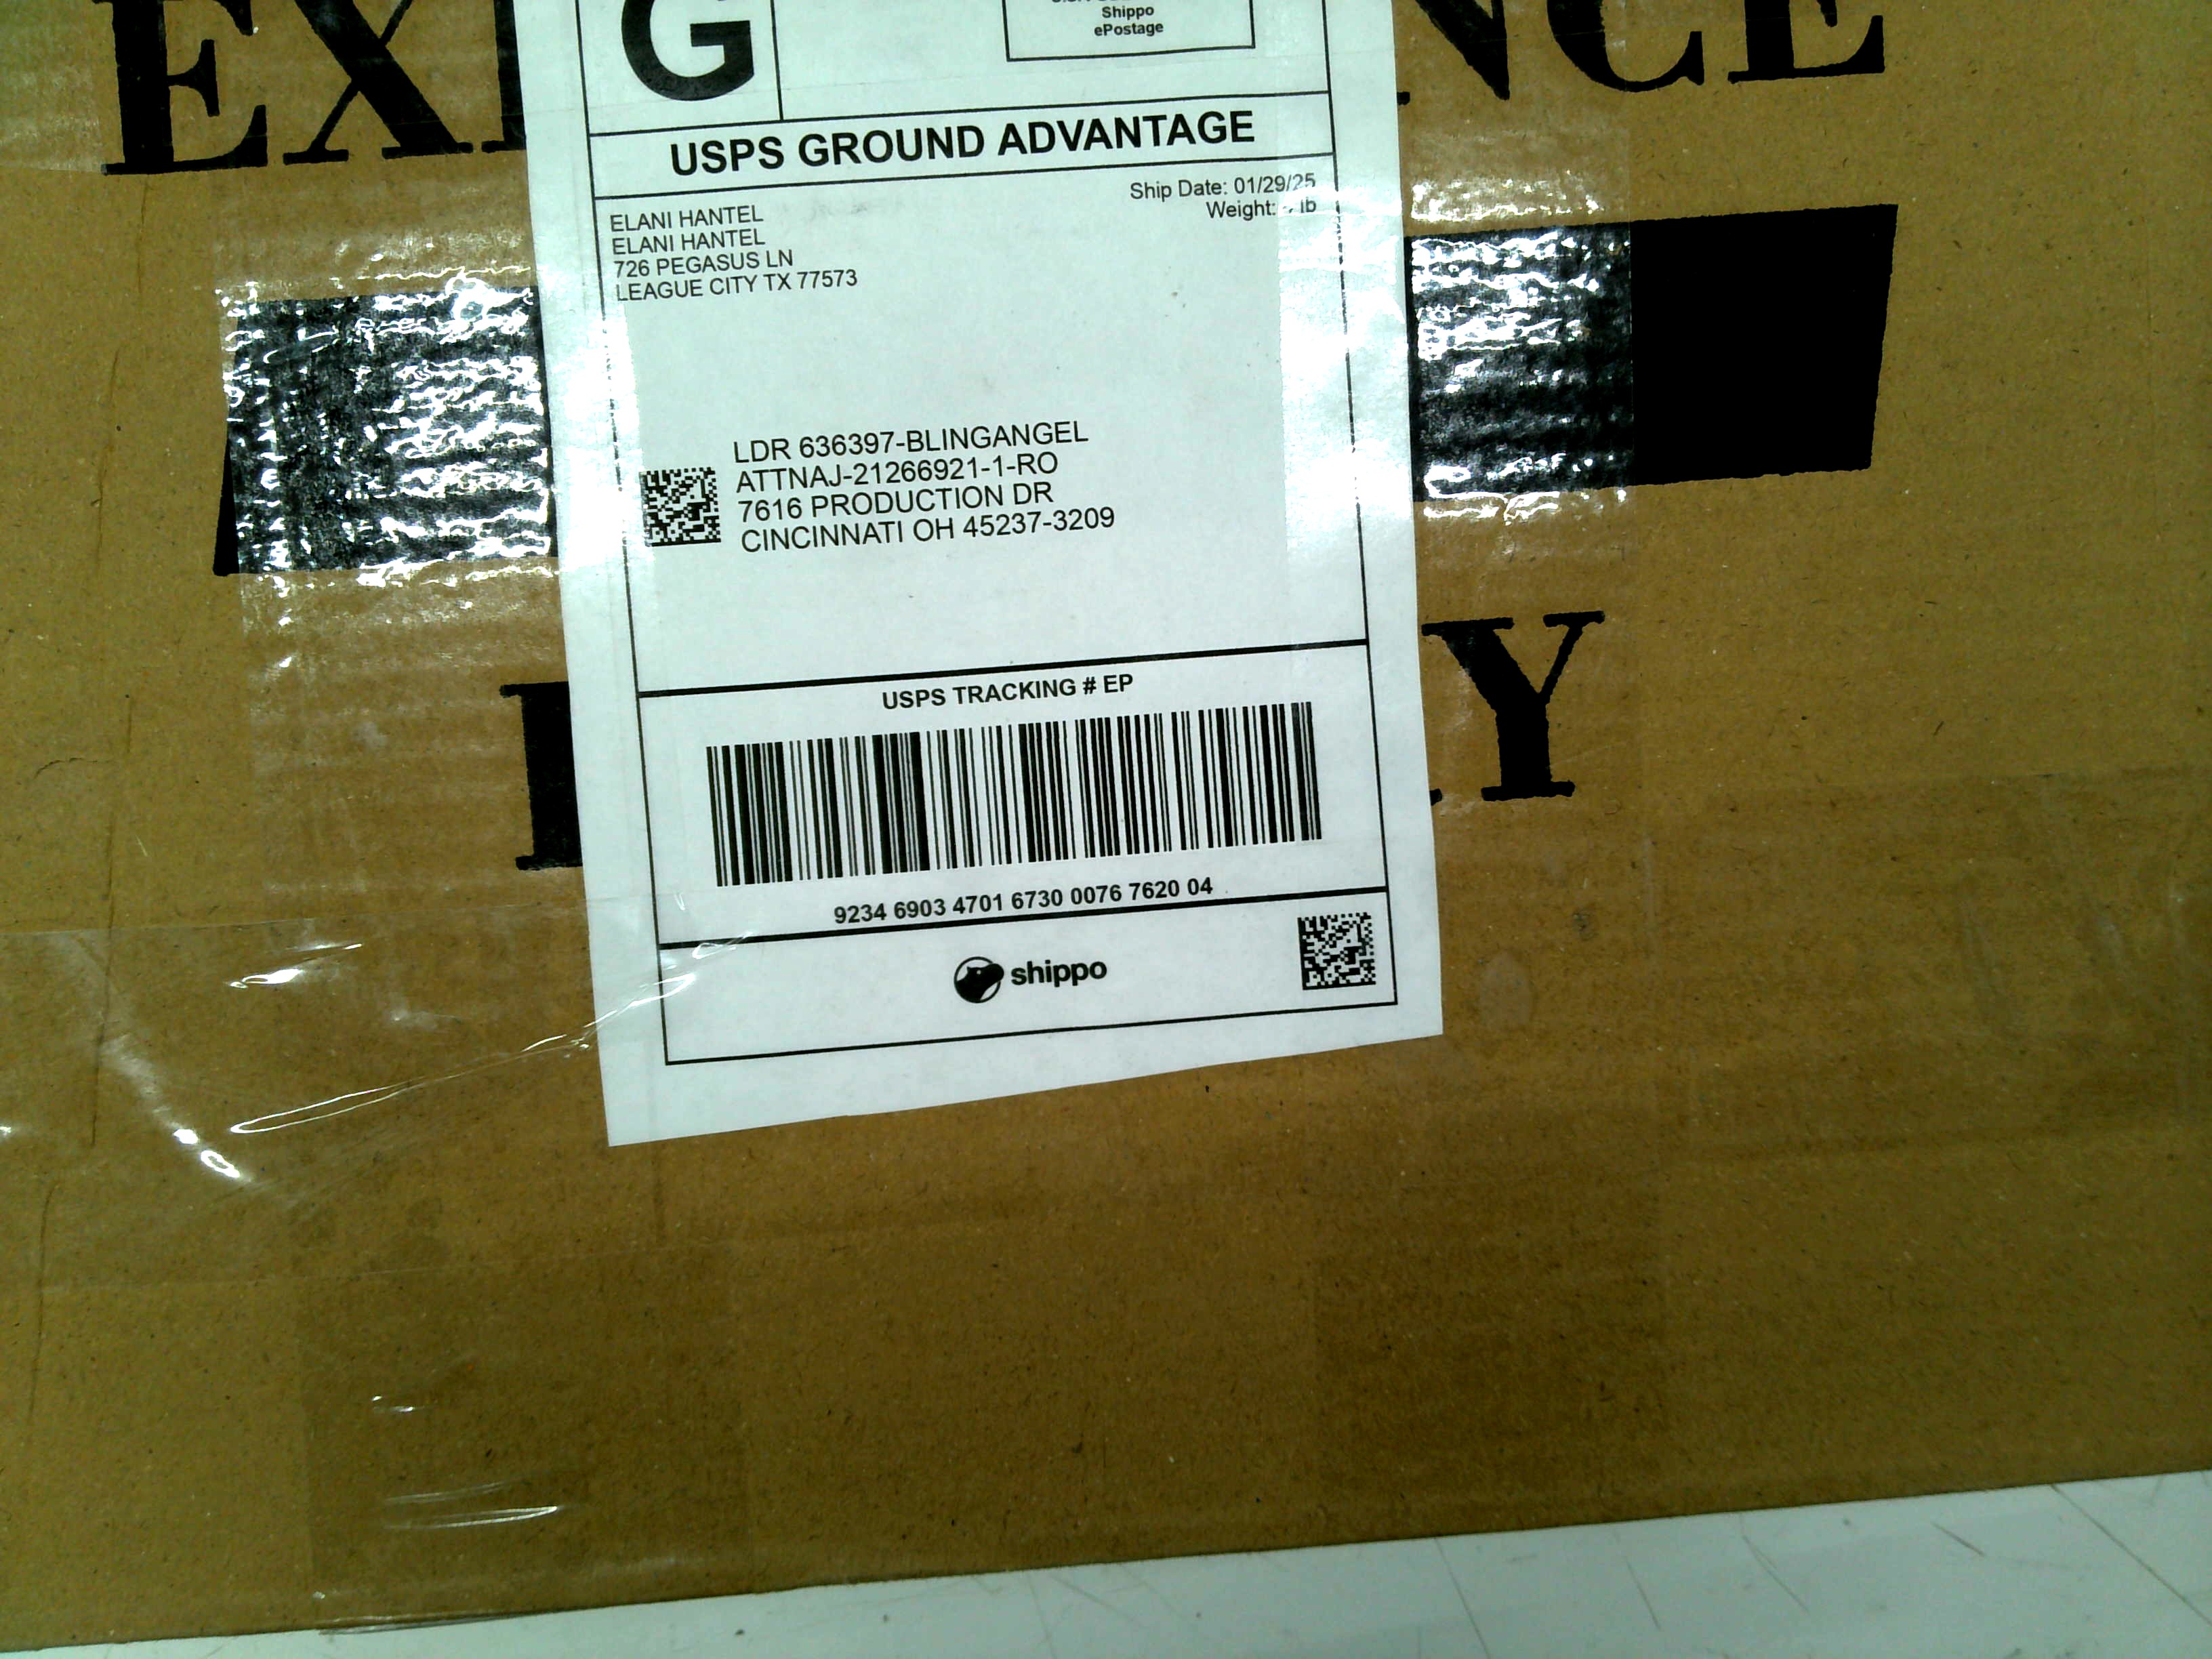 G
Shippo
ePostage
USPS GROUND ADVANTAGE
Ship Date: 01/29/25
Weight: lb
ELANI HANTEL
ELANI HANTEL
726 PEGASUS LN
LEAGUE CITY TX 77573
LDR 636397-BLINGANGEL
ATTNAJ-21266921-1-RO
7616 PRODUCTION DR
CINCINNATI OH 45237-3209
USPS TRACKING # EP
9234 6903 4701 6730 0076 7620 04
shippo